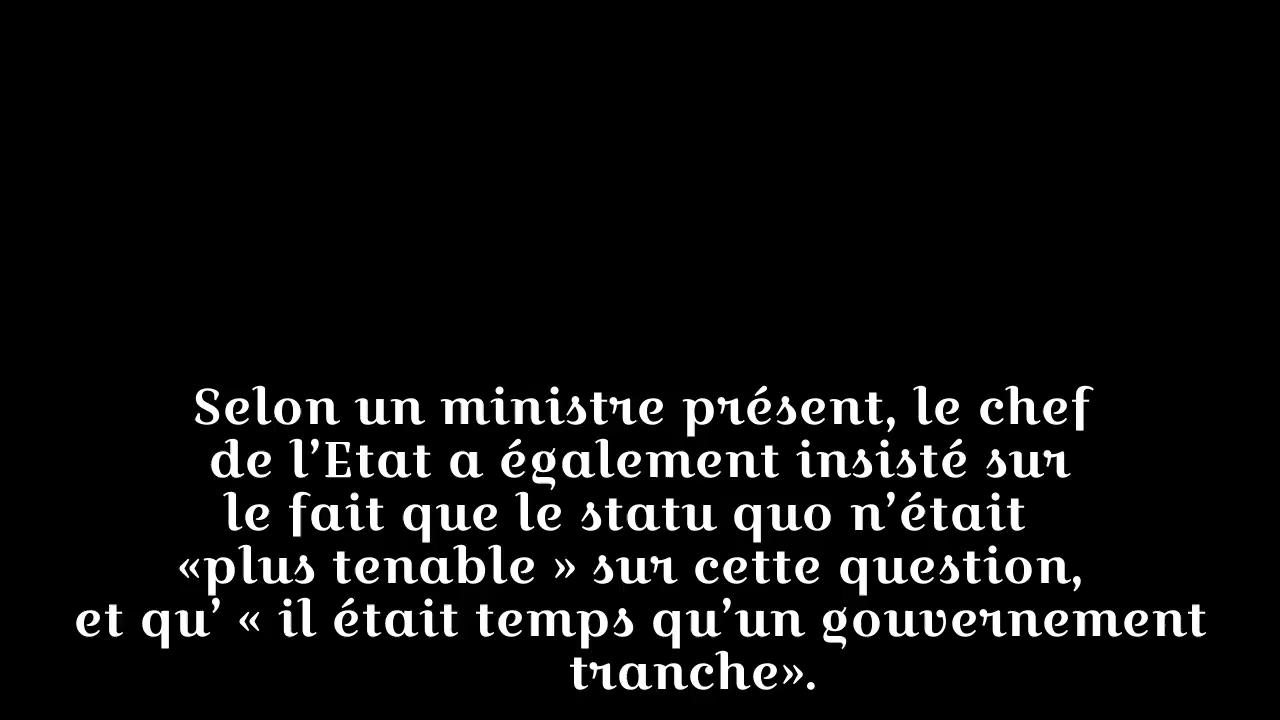 Selon un ministre présent, le chef
de l’Etat a également insisté sur
le fait que le statu quo n’était
«plus tenable » sur cette question,
et qu’ « il était temps qu’un gouvernement
tranche».